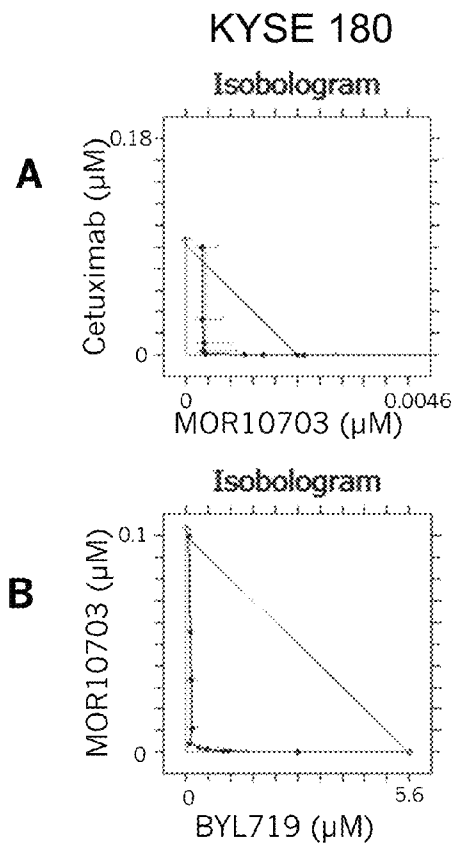 KYSE 180
Isobologram
A
Cetuximab (µM)
0.18
0
0
0.0046
MOR10703 (µM)
Isobologram
B
MOR10703 (µM)
0.1
0
0
5.6
BYL719 (µM)